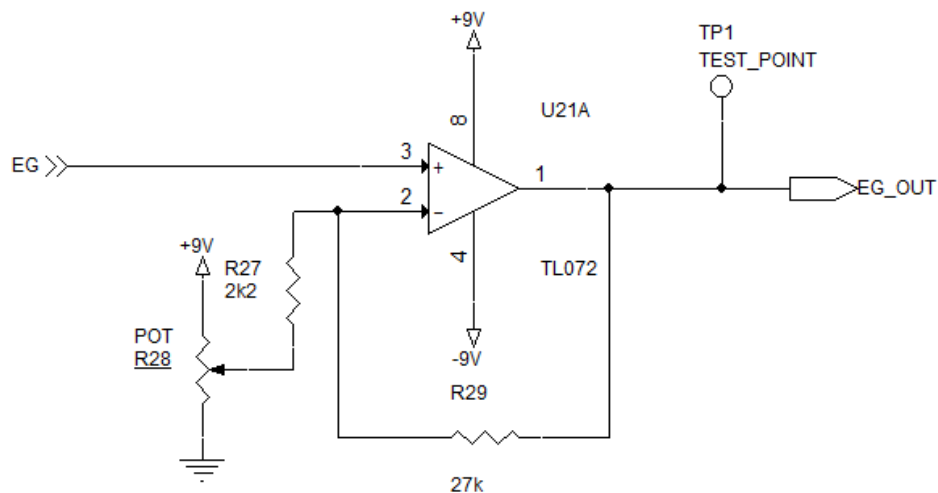 +9V
TP1
TEST_POINT
8
U21A
EG
3
+
1
EG_OUT
2
−
+9V
R27
2k2
4
TL072
POT
R28
-9V
R29
27k